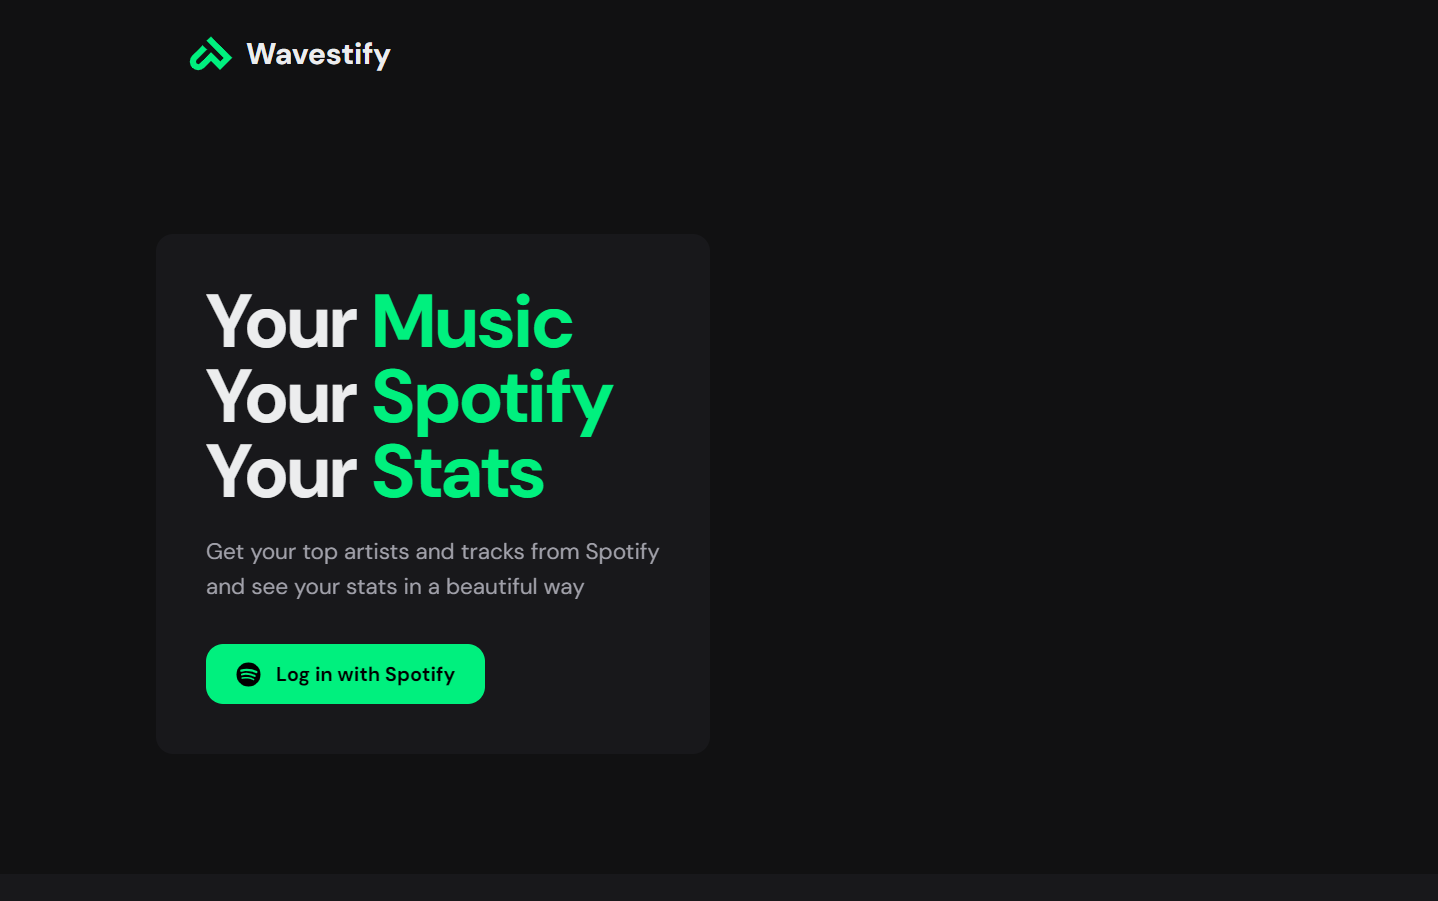 Wavestify
Your Music
Your Spotify
Your Stats
Get your top artists and tracks from Spotify
and see your stats in a beautiful way
Log in with Spotify